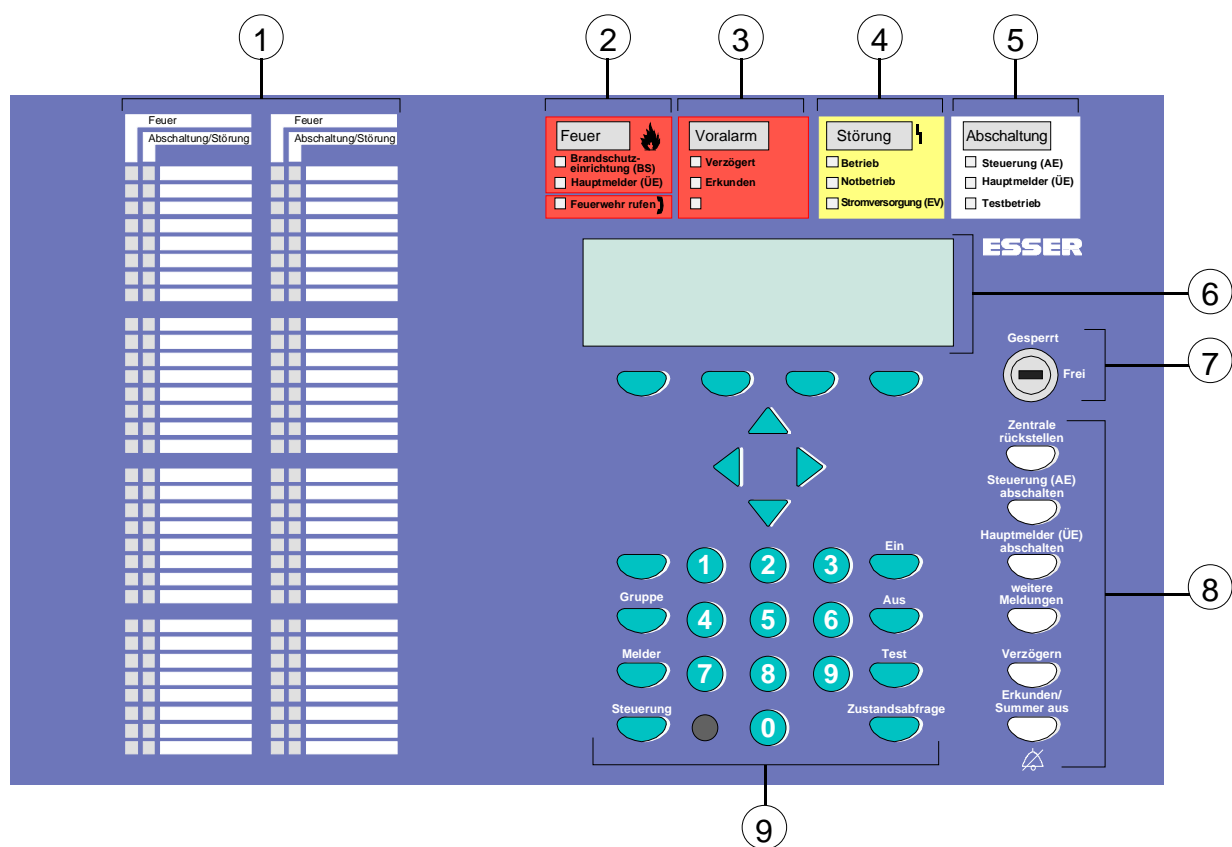 1
2
3
4
5
Feuer
Abschaltung/Störung
Feuer
Abschaltung/Störung
Feuer
Brandschutz-
einrichtung (BS)
Hauptmelder (ÜE)
Feuerwehr rufen
Voralarm
Verzögert
Erkunden
Störung
Betrieb
Notbetrieb
Stromversorgung (EV)
Abschaltung
Steuerung (AE)
Hauptmelder (ÜE)
Testbetrieb
ESSER
6
Gesperrt
Frei
7
Zentrale
rückstellen
Steuerung (AE)
abschalten
Hauptmelder (ÜE)
abschalten
weitere
Meldungen
Verzögern
Erkunden/
Summer aus
8
1
2
3
Ein
Gruppe
4
5
6
Aus
Melder
7
8
9
Test
Steuerung
0
Zustandsabfrage
9